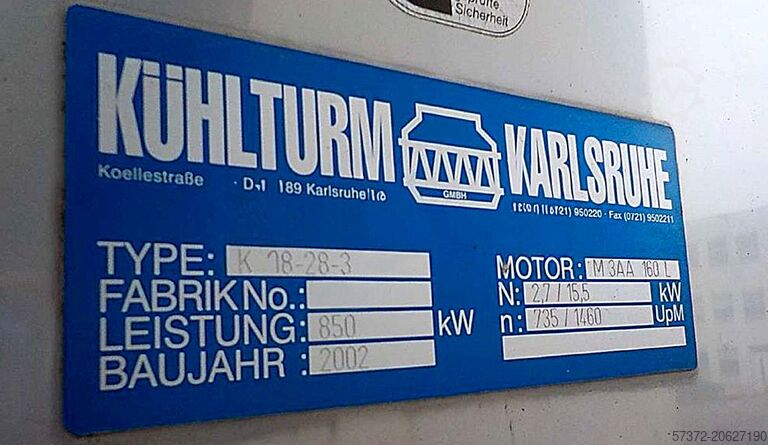 Sicherheit
KÜHLTURM KARLSRUHE
GMBH
Koellestraße 189 Karlsruhe
950220 - Fax (0721) 9502211
TYPE: K 18-28-3
FABRIK No.:
LEISTUNG: 850 kW
BAUJAHR: 2002
MOTOR: M 3AA 160 L
N: 2,7 / 15,5 kW
n: 735 / 1460 UpM
57372-20627190